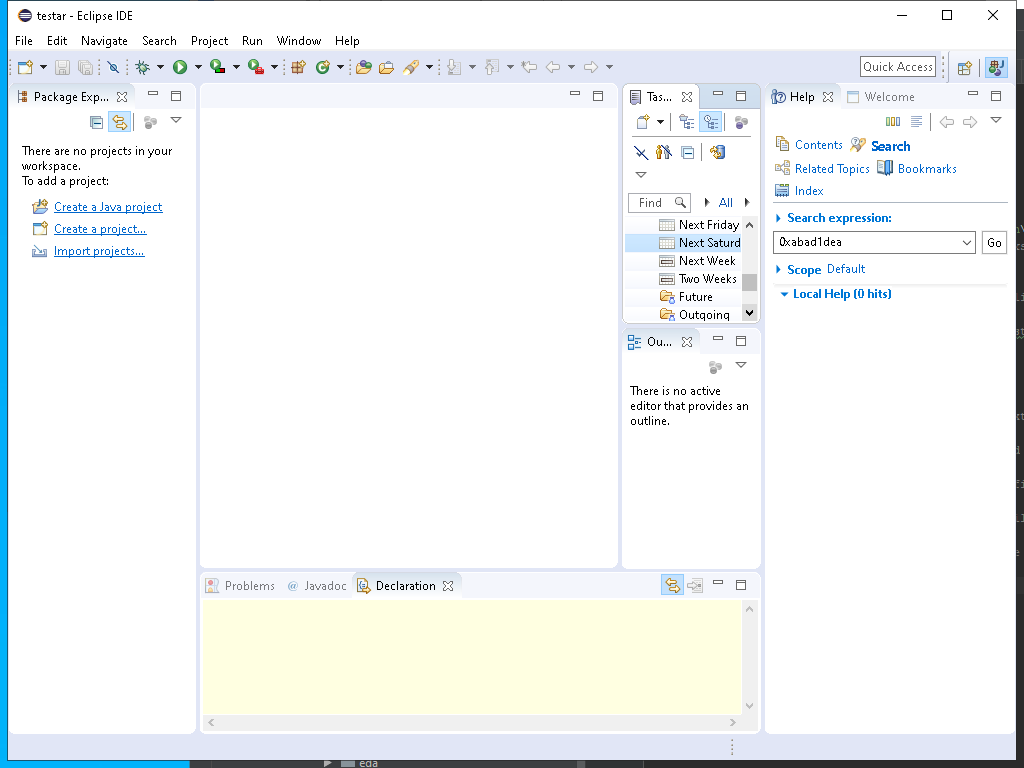 testar - Eclipse IDE
File Edit Navigate Search Project Run Window Help
Quick Access
Package Exp...
There are no projects in your
workspace.
To add a project:
Create a Java project
Create a project...
Import projects...
Tas...
Find
All
Next Friday
Next Saturd
Next Week
Two Weeks
Future
Outgoing
Ou...
There is no active
editor that provides an
outline.
Help Welcome
Contents Search
Related Topics Bookmarks
Index
Search expression:
0xabad1dea
Go
Scope Default
Local Help (0 hits)
Problems @ Javadoc Declaration
eda